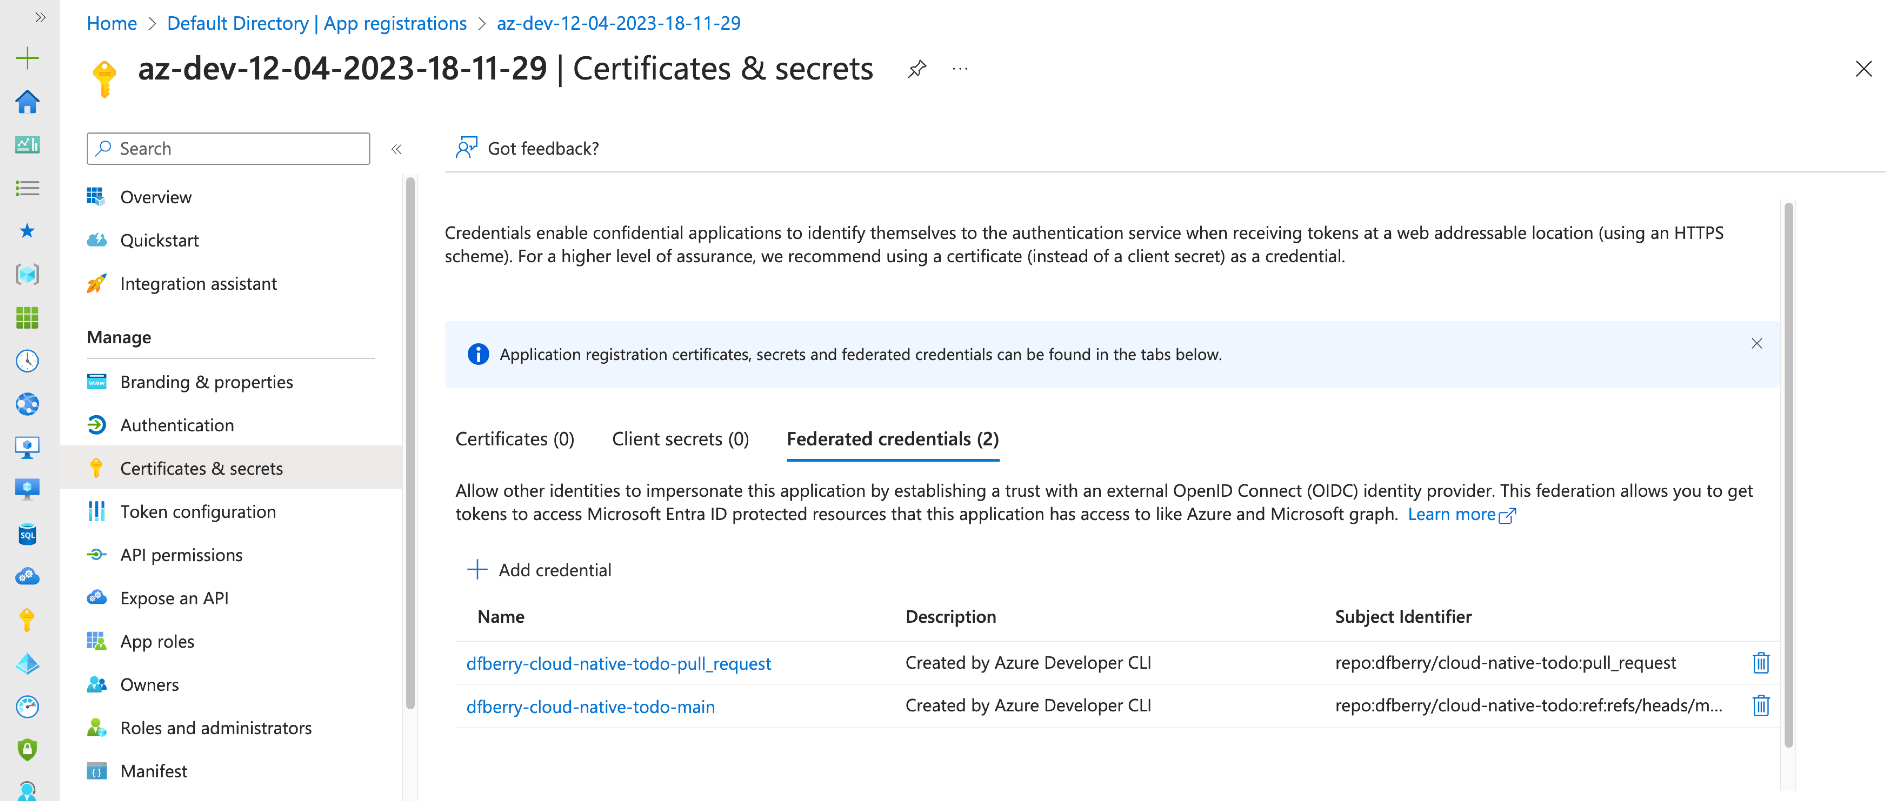 Home > Default Directory | App registrations > az-dev-12-04-2023-18-11-29
az-dev-12-04-2023-18-11-29 | Certificates & secrets
Search
Overview
Quickstart
Integration assistant
Manage
Branding & properties
Authentication
Certificates & secrets
Token configuration
API permissions
Expose an API
App roles
Owners
Roles and administrators
Manifest
Got feedback?
Credentials enable confidential applications to identify themselves to the authentication service when receiving tokens at a web addressable location (using an HTTPS
scheme). For a higher level of assurance, we recommend using a certificate (instead of a client secret) as a credential.
Application registration certificates, secrets and federated credentials can be found in the tabs below.
Certificates (0) Client secrets (0) Federated credentials (2)
Allow other identities to impersonate this application by establishing a trust with an external OpenID Connect (OIDC) identity provider. This federation allows you to get
tokens to access Microsoft Entra ID protected resources that this application has access to like Azure and Microsoft graph. Learn more
Add credential
Name Description Subject Identifier
dfberry-cloud-native-todo-pull_request Created by Azure Developer CLI repo:dfberry/cloud-native-todo:pull_request
dfberry-cloud-native-todo-main Created by Azure Developer CLI repo:dfberry/cloud-native-todo:ref:refs/heads/m...
SQL